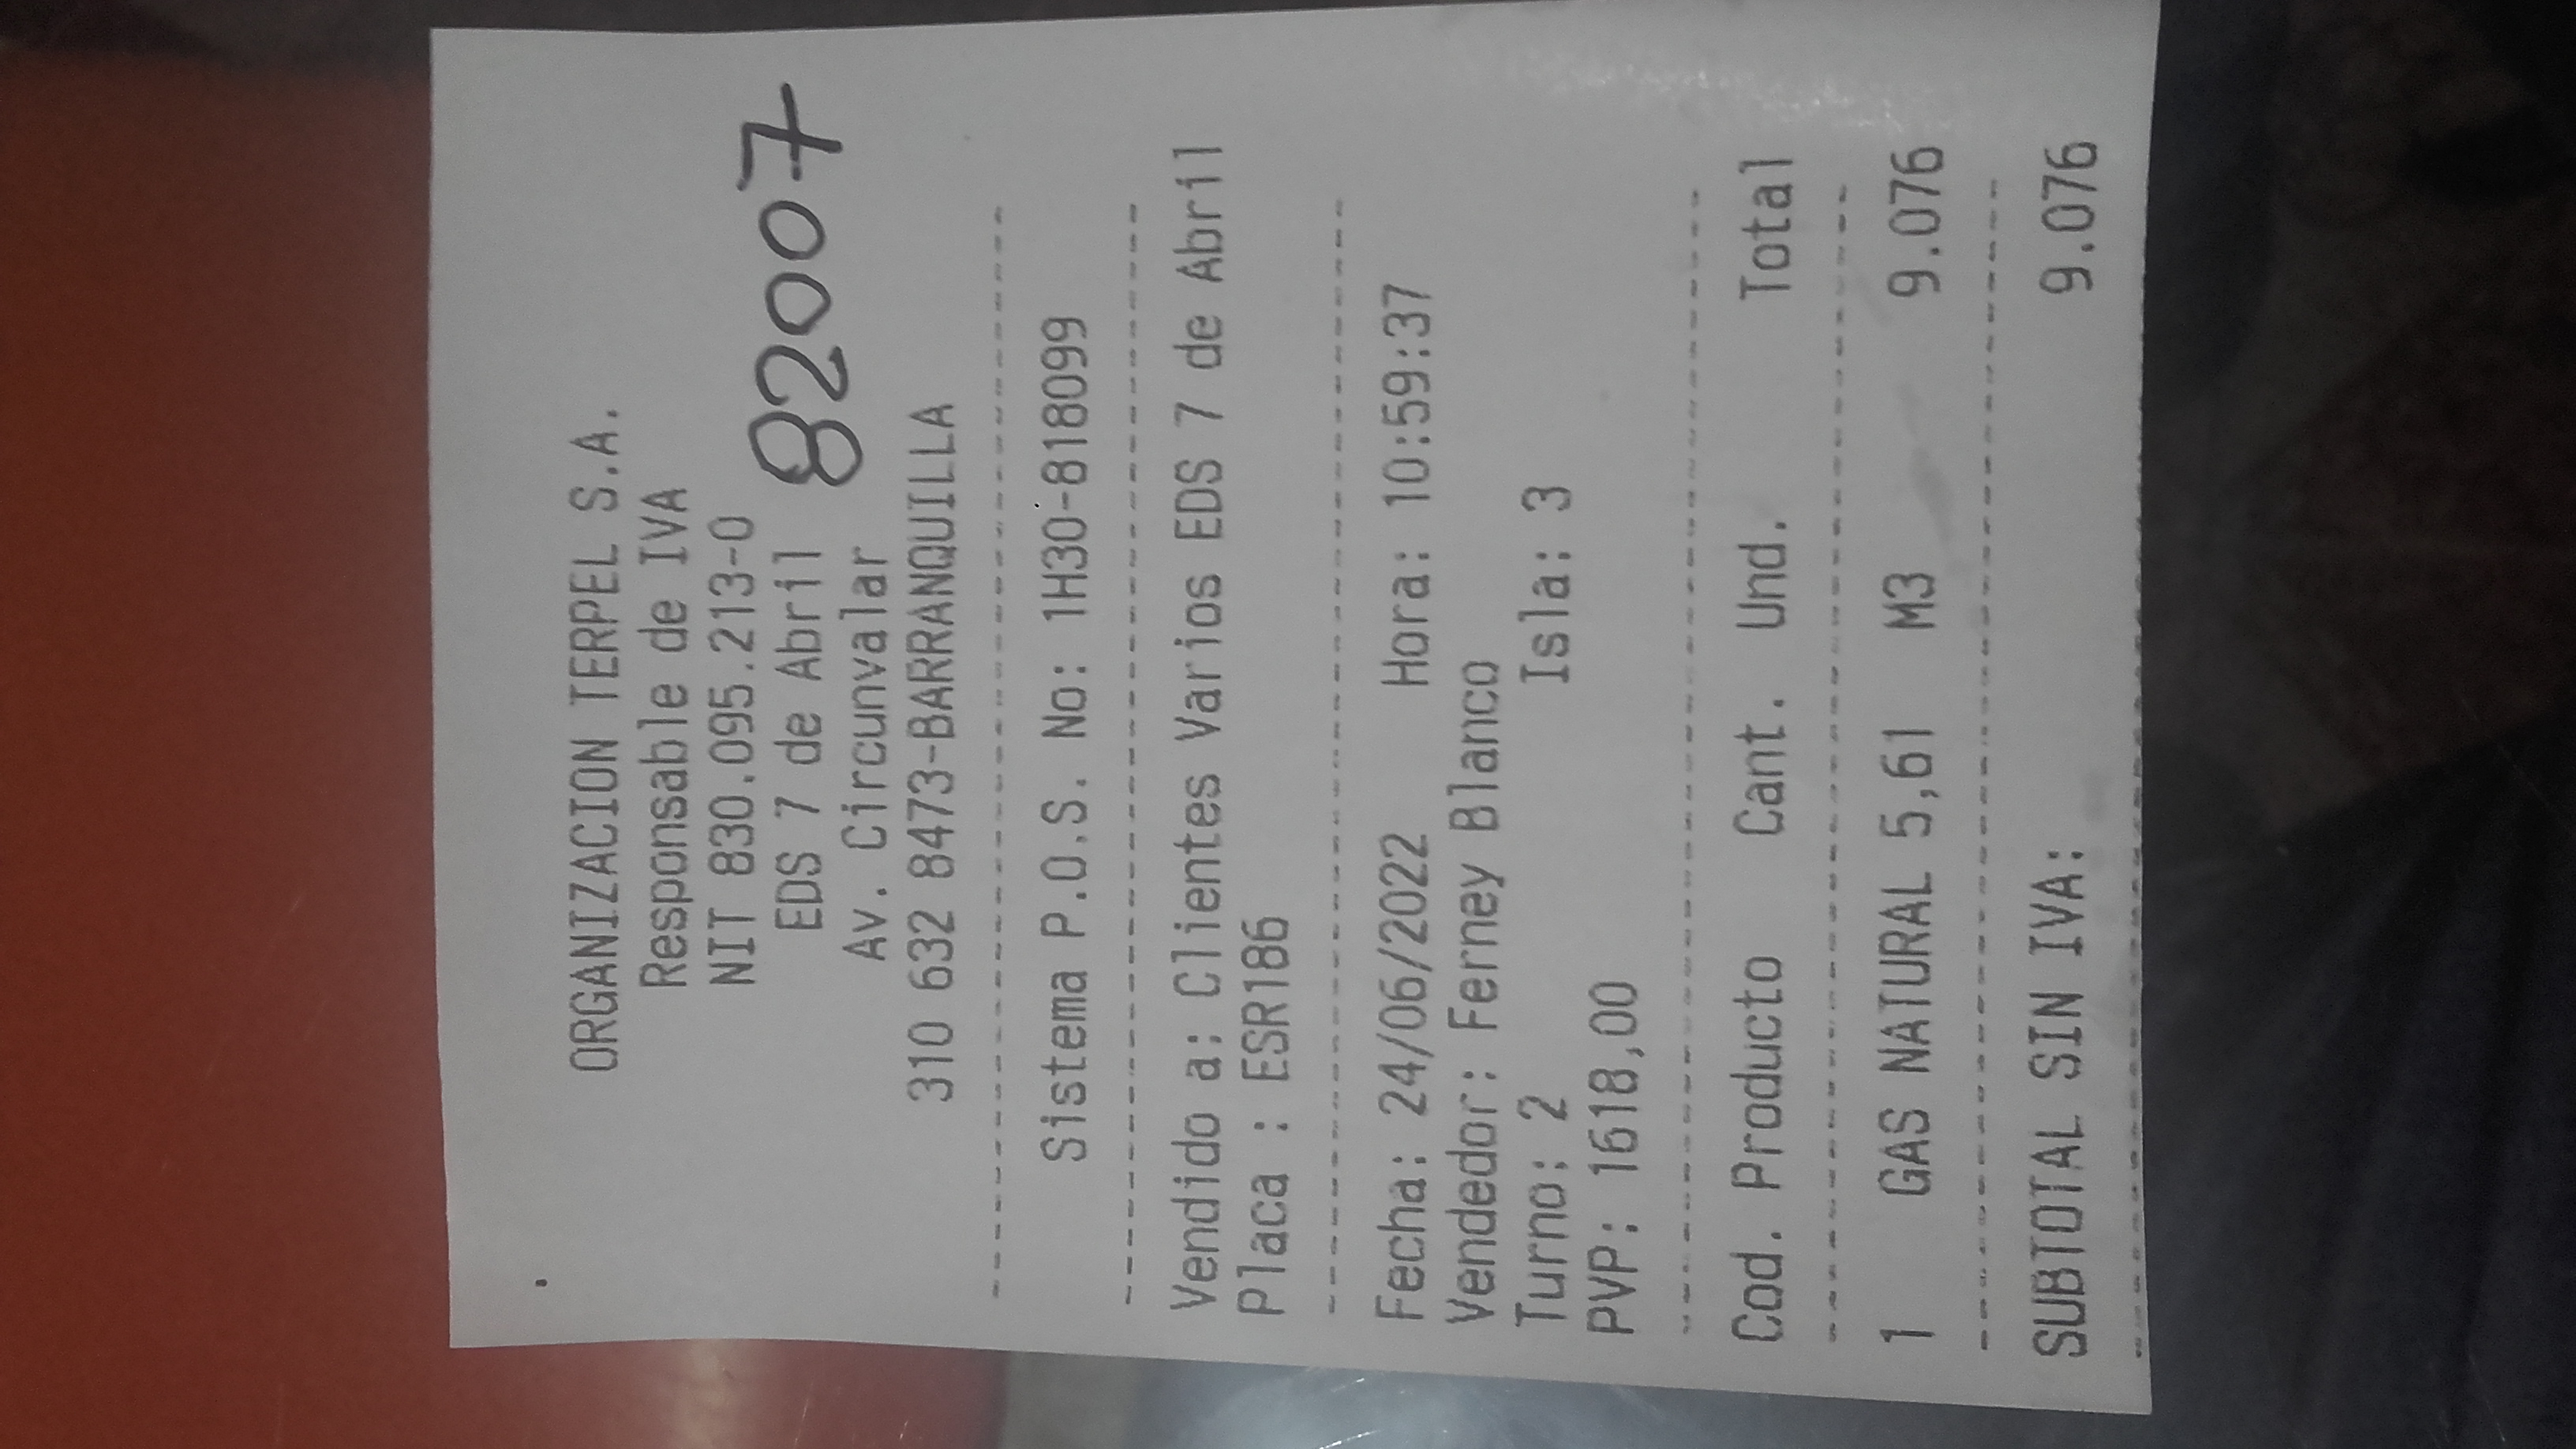 ORGANIZACION TERPEL S.A.
Responsable de IVA
NIT 830.095.213-0
EDS 7 de Abril
82007
Av. Circunvalar
310 632 8473-BARRANQUILLA
Sistema P.O.S. No: 1H30-818099
Vendido a: Clientes Varios EDS 7 de Abril
Placa : ESR186
Fecha: 24/06/2022 Hora: 10:59:37
Vendedor: Ferney Blanco
Turno: 2 Isla: 3
PVP: 1618,00
Cod. Producto Cant. Und. Total
1 GAS NATURAL 5,61 M3 9.076
SUBTOTAL SIN IVA: 9.076